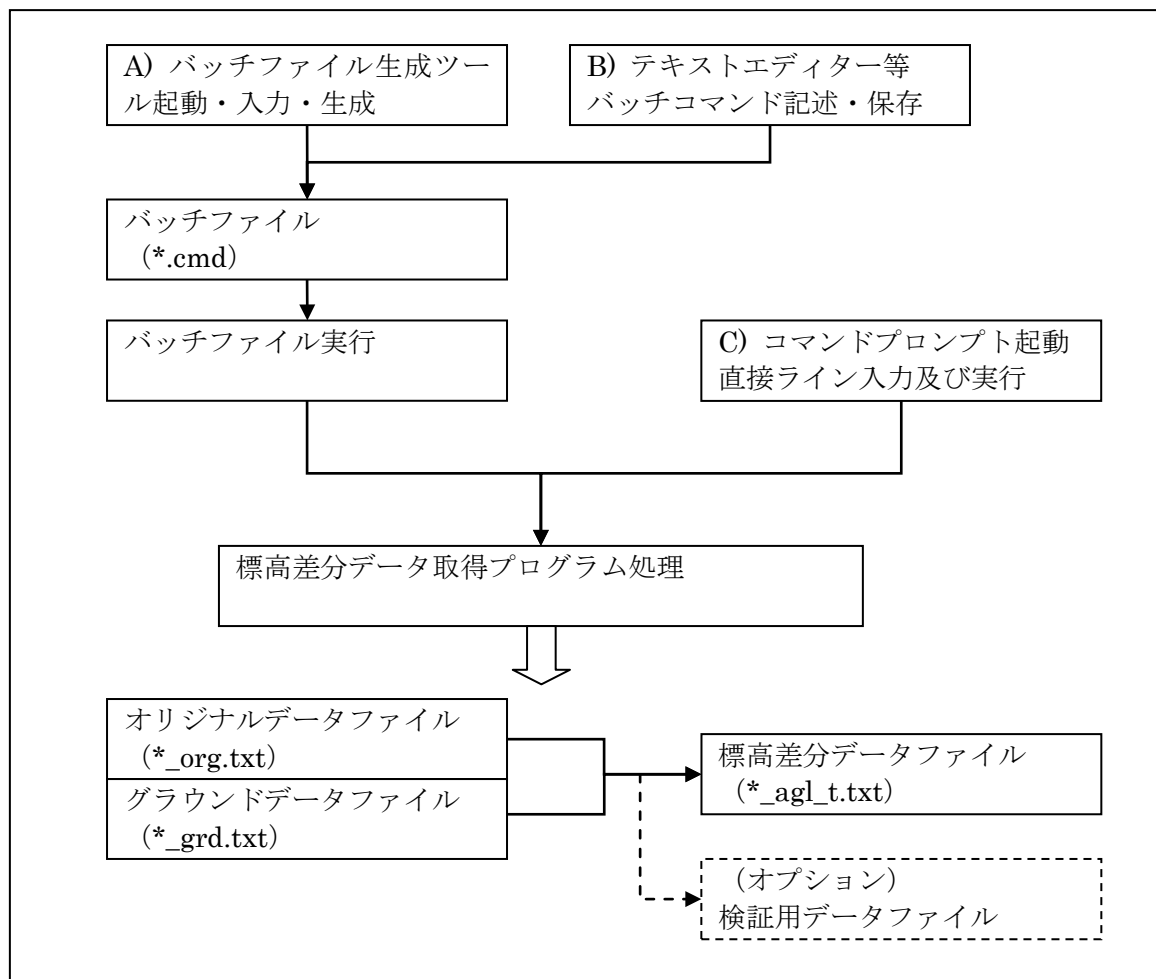 A) バッチファイル生成ツー
ル起動・入力・生成
B) テキストエディター等
バッチコマンド記述・保存
バッチファイル
（*.cmd）
バッチファイル実行
C) コマンドプロンプト起動
直接ライン入力及び実行
標高差分データ取得プログラム処理
オリジナルデータファイル
（*_org.txt）
グラウンドデータファイル
（*_grd.txt）
標高差分データファイル
（*_agl_t.txt）
（オプション）
検証用データファイル